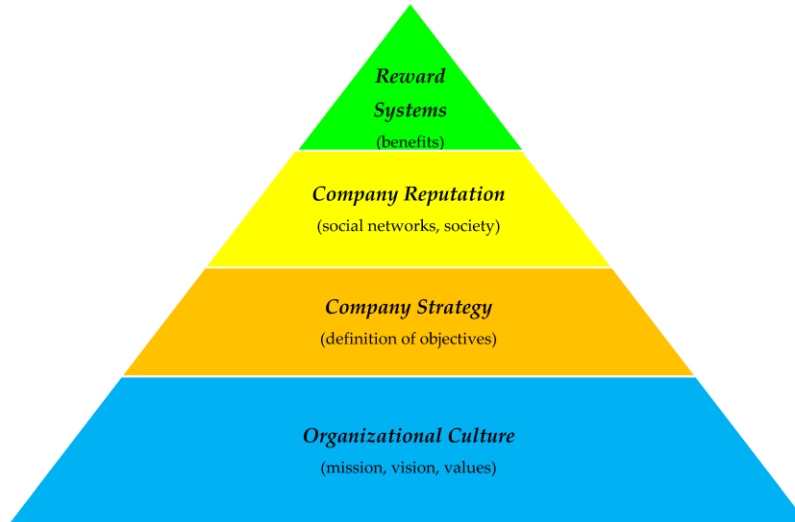 Reward
Systems
(benefits)
Company Reputation
(social networks, society)
Company Strategy
(definition of objectives)
Organizational Culture
(mission, vision, values)